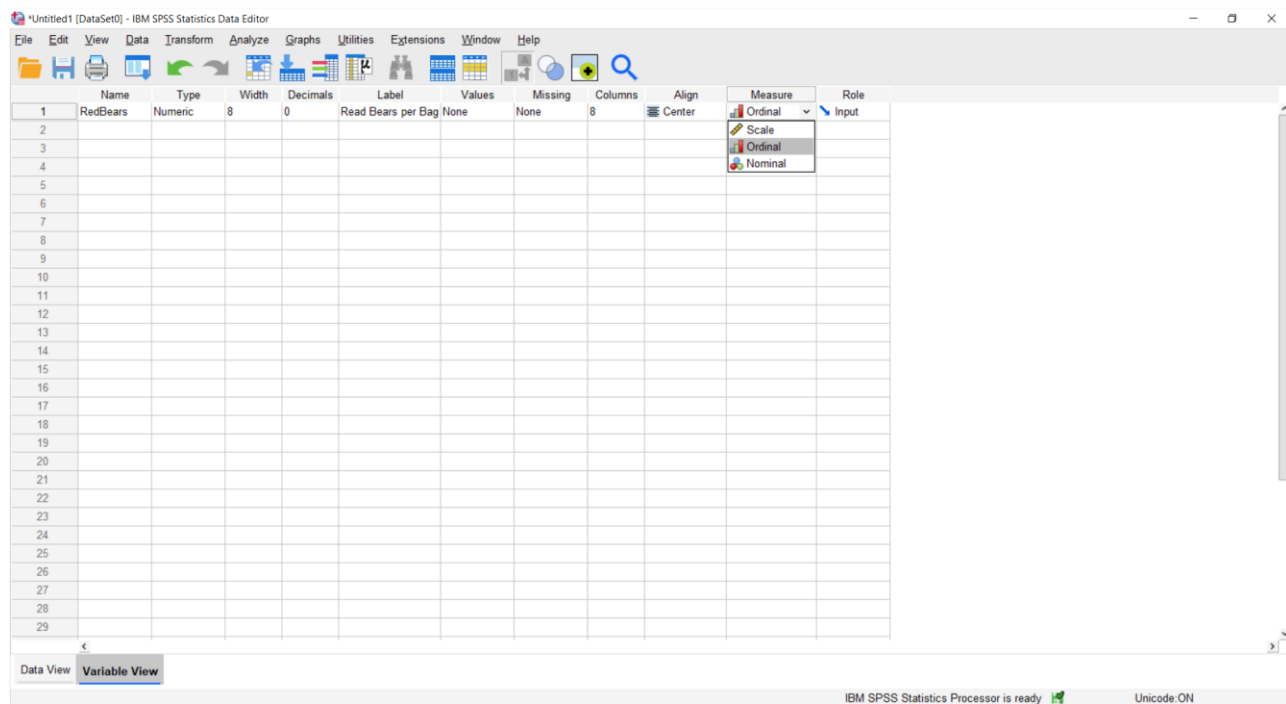 *Untitled1 [DataSet0] - IBM SPSS Statistics Data Editor
File Edit View Data Transform Analyze Graphs Utilities Extensions Window Help
Name Type Width Decimals Label Values Missing Columns Align Measure Role
1 RedBears Numeric 8 0 Read Bears per Bag None None 8 Center Ordinal Input
2 Scale
3 Ordinal
4 Nominal
5
6
7
8
9
10
11
12
13
14
15
16
17
18
19
20
21
22
23
24
25
26
27
28
29
Data View Variable View
IBM SPSS Statistics Processor is ready Unicode:ON